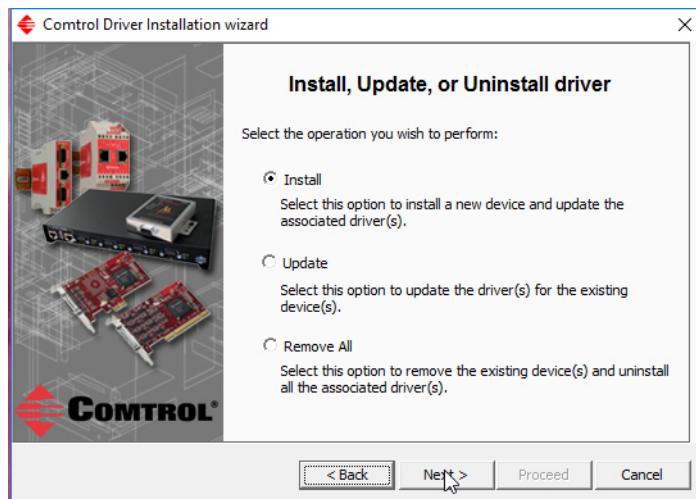 Comtrol Driver Installation wizard
Install, Update, or Uninstall driver
Select the operation you wish to perform:
Install
Select this option to install a new device and update the
associated driver(s).
Update
Select this option to update the driver(s) for the existing
device(s).
Remove All
Select this option to remove the existing device(s) and uninstall
all the associated driver(s).
COMTROL®
< Back Next > Proceed Cancel